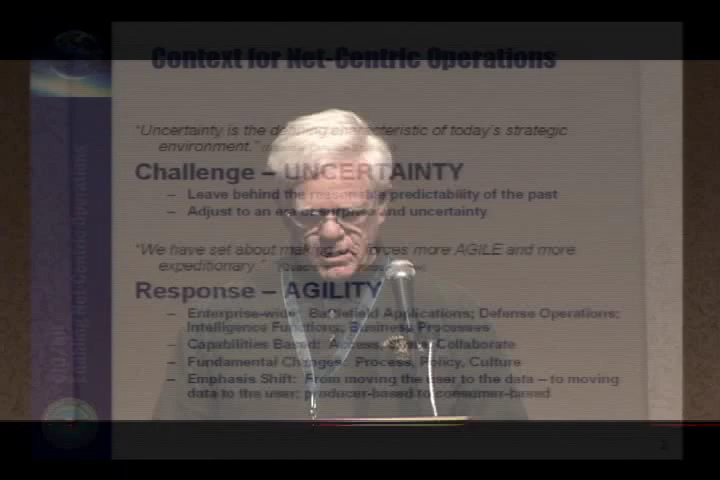 Context for Net-Centric Operations
"Uncertainty is the defining characteristic of today's strategic
environment."
Challenge – UNCERTAINTY
– Leave behind the reasonable predictability of the past
– Adjust to an era of surprise and uncertainty
"We have set about making forces more AGILE and more
expeditionary."
Response – AGILITY
– Enterprise-wide: Battlefield Applications; Defense Operations;
Intelligence Functions; Business Processes
– Capabilities Based: Access, Collaborate
– Fundamental Changes: Process, Policy, Culture
– Emphasis Shift: From moving the user to the data – to moving
data to the user; producer-based to consumer-based
2